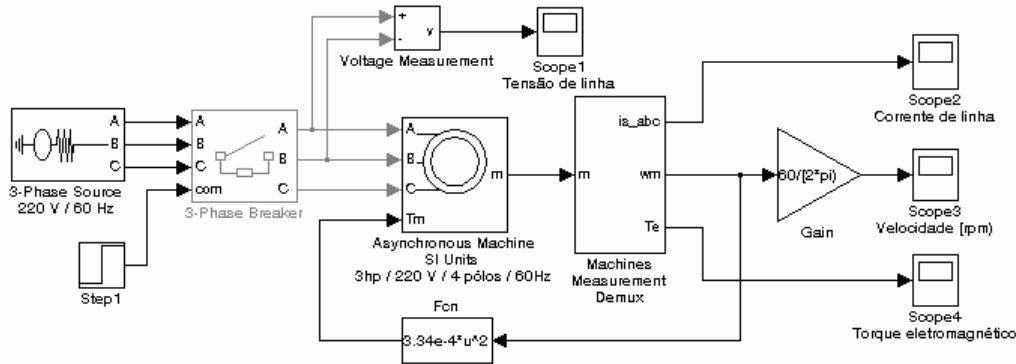 +
-
v
Voltage Measurement
Scope1
Tensão de linha
A
B
C
3-Phase Source
220 V / 60 Hz
A
B
C
com
A
B
C
3-Phase Breaker
Step1
A
B
C
Tm
m
Asynchronous Machine
SI Units
3hp / 220 V / 4 pólos / 60Hz
m
is_abc
wm
Te
Machines
Measurement
Demux
60/[2*pi)
Gain
Scope2
Corrente de linha
Scope3
Velocidade [rpm)
Scope4
Torque eletromagnético
Fcn
3.34e-4*u^2